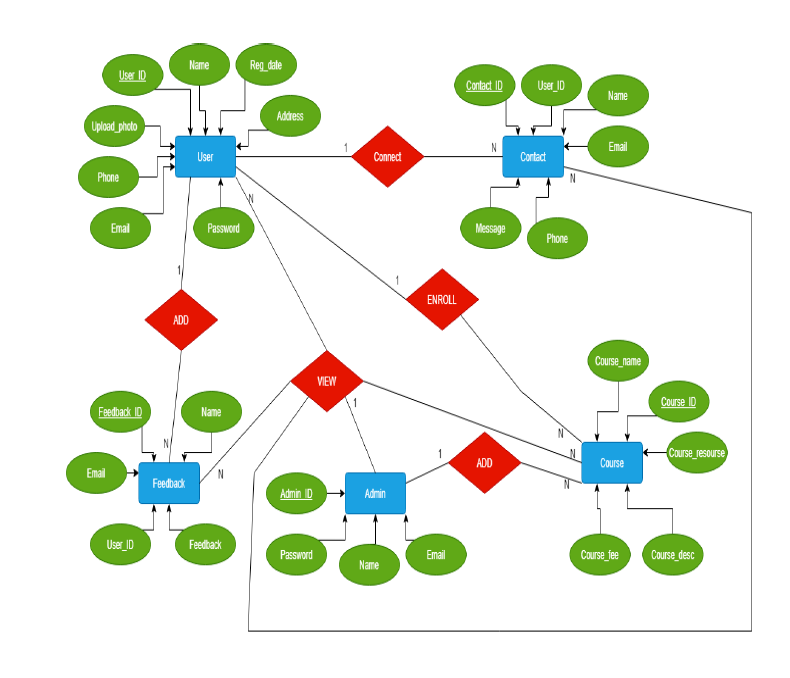 Name
Reg_date
User_ID
Contact_ID
User_ID
Name
Upload_photo
Address
User
1
Connect
N
Contact
Email
Phone
N
N
Email
Password
Message
Phone
1
1
ENROLL
ADD
Course_name
VIEW
Feedback_ID
Name
1
Course_ID
N
N
1
ADD
N
Course_resourse
Email
Feedback
N
N
Course
Admin_ID
Admin
User_ID
Feedback
Password
Name
Email
Course_fee
Course_desc